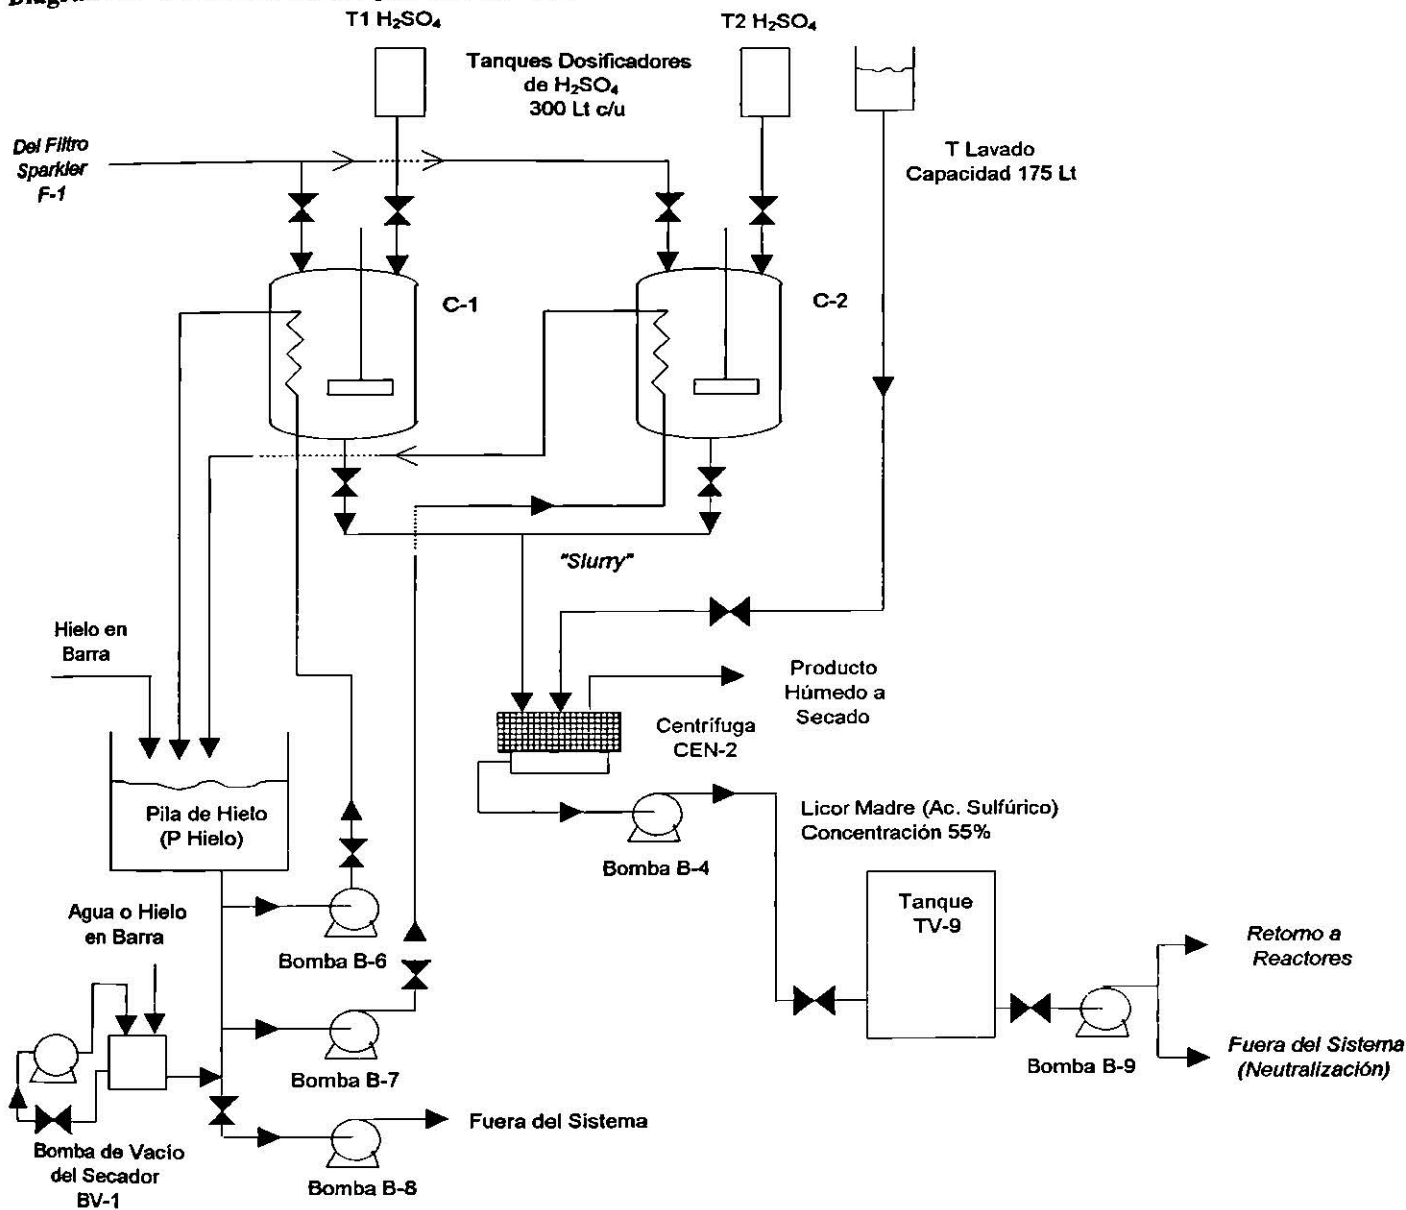 T1 H₂SO₄
T2 H₂SO₄
Tanques Dosificadores
de H₂SO₄
300 Lt c/u
Del Filtro
Sparkler
F-1
T Lavado
Capacidad 175 Lt
C-1
C-2
"Slurry"
Hielo en
Barra
Producto
Húmedo a
Secado
Centrífuga
CEN-2
Pila de Hielo
(P Hielo)
Licor Madre (Ac. Sulfúrico)
Concentración 55%
Bomba B-4
Agua o Hielo
en Barra
Tanque
TV-9
Bomba B-6
Retorno a
Reactores
Bomba B-7
Bomba B-9
Fuera del Sistema
(Neutralización)
Fuera del Sistema
Bomba de Vacío
del Secador
BV-1
Bomba B-8